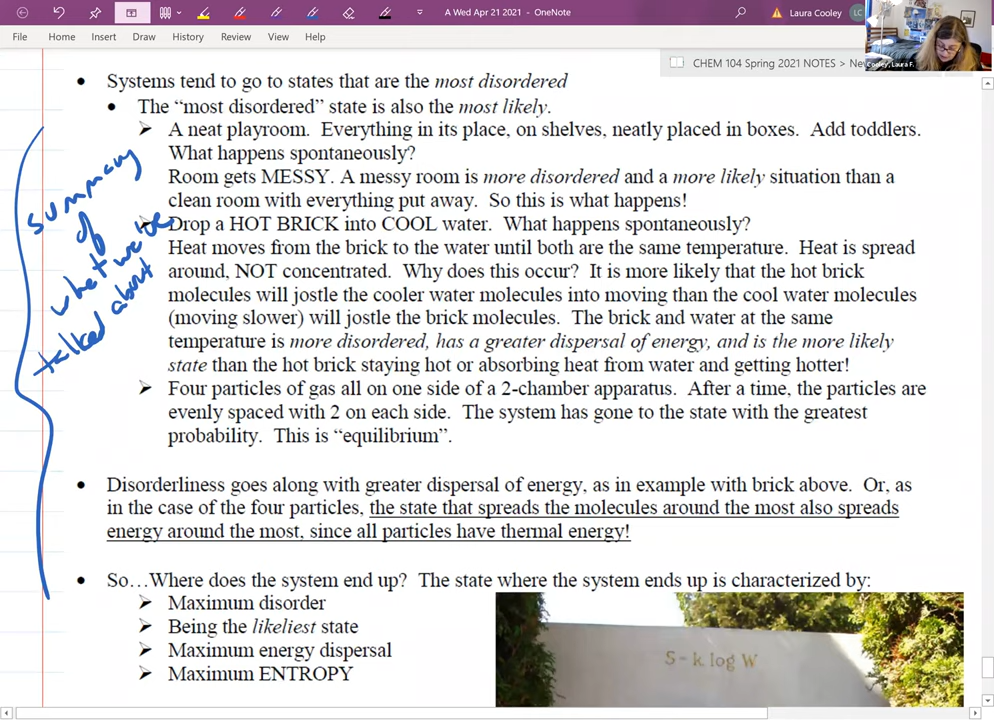 A Wed Apr 21 2021 - OneNote
Laura Cooley
LC
File Home Insert Draw History Review View Help
Cooley, Laura F.
CHEM 104 Spring 2021 NOTES >
• Systems tend to go to states that are the most disordered
• The “most disordered” state is also the most likely.
➢ A neat playroom. Everything in its place, on shelves, neatly placed in boxes. Add toddlers.
What happens spontaneously?
Room gets MESSY. A messy room is more disordered and a more likely situation than a
clean room with everything put away. So this is what happens!
➢ Drop a HOT BRICK into COOL water. What happens spontaneously?
Heat moves from the brick to the water until both are the same temperature. Heat is spread
around, NOT concentrated. Why does this occur? It is more likely that the hot brick
molecules will jostle the cooler water molecules into moving than the cool water molecules
(moving slower) will jostle the brick molecules. The brick and water at the same
temperature is more disordered, has a greater dispersal of energy, and is the more likely
state than the hot brick staying hot or absorbing heat from water and getting hotter!
➢ Four particles of gas all on one side of a 2-chamber apparatus. After a time, the particles are
evenly spaced with 2 on each side. The system has gone to the state with the greatest
probability. This is “equilibrium”.
summary
of
what we've
talked about
• Disorderliness goes along with greater dispersal of energy, as in example with brick above. Or, as
in the case of the four particles, the state that spreads the molecules around the most also spreads
energy around the most, since all particles have thermal energy!
• So…Where does the system end up? The state where the system ends up is characterized by:
➢ Maximum disorder
➢ Being the likeliest state
➢ Maximum energy dispersal
➢ Maximum ENTROPY
S = k. log W